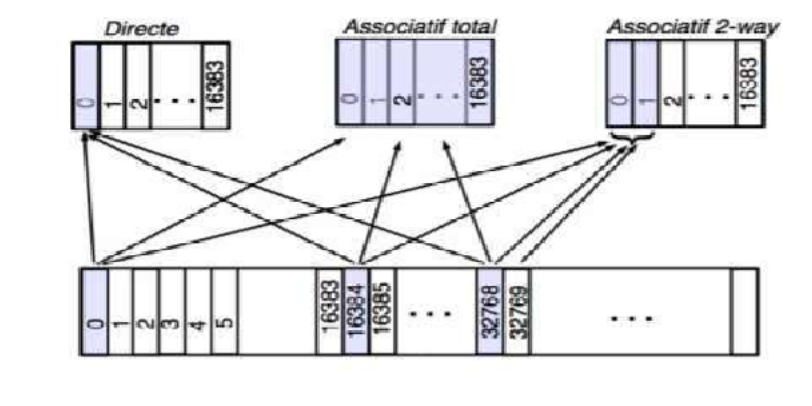 Directe Associatif total Associatif 2-way
0 1 2 ... 16383 0 1 2 ... 16383 0 1 2 ... 16383
0 1 2 3 4 5 16383 16384 16385 ... 32768 32769 ...